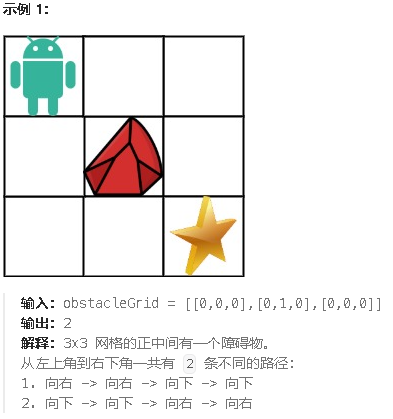 示例 1：
输入：obstacleGrid = [[0,0,0],[0,1,0],[0,0,0]]
输出：2
解释：3x3 网格的正中间有一个障碍物。
从左上角到右下角一共有 2 条不同的路径：
1. 向右 -> 向右 -> 向下 -> 向下
2. 向下 -> 向下 -> 向右 -> 向右